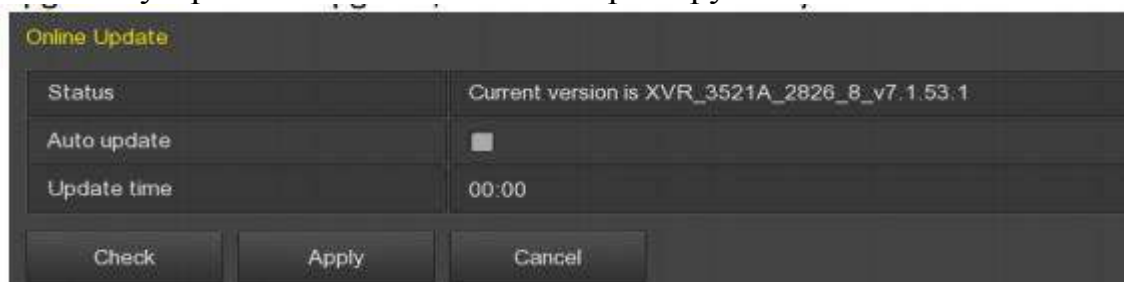 Online Update
Status Current version is XVR_3521A_2826_8_v7.1.53.1
Auto update
Update time 00:00
Check Apply Cancel